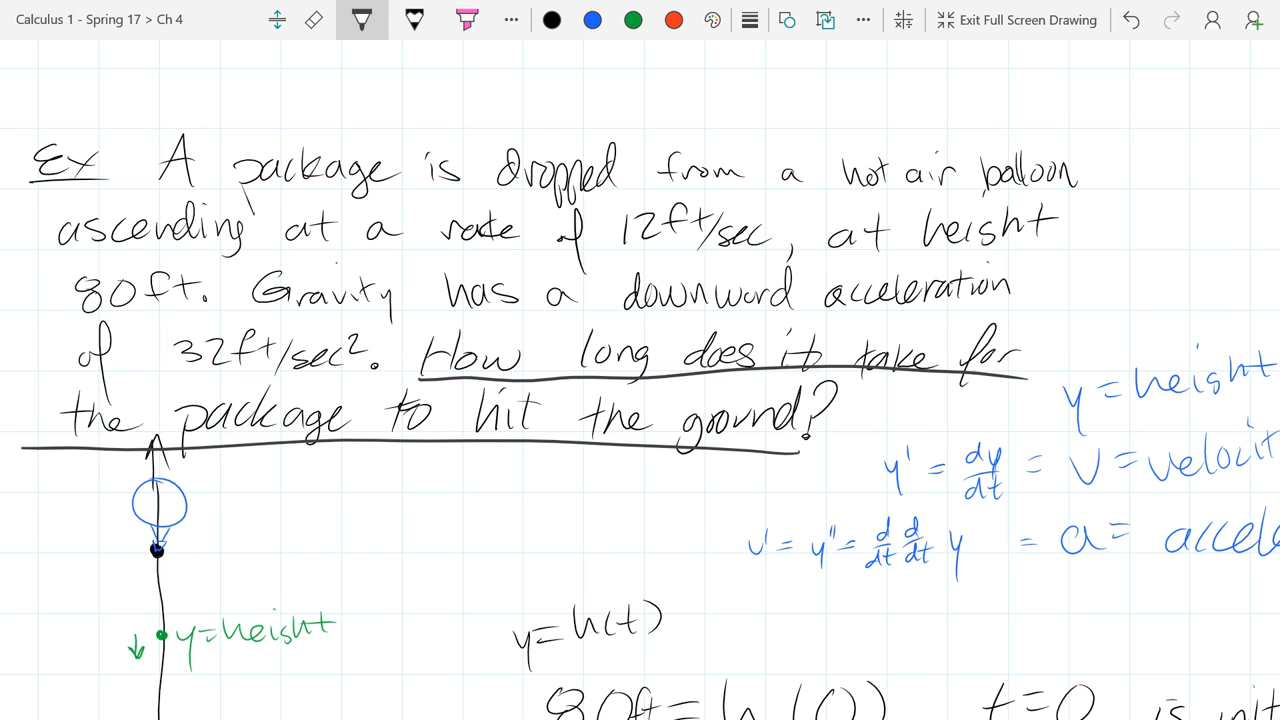 Calculus 1 - Spring 17 > Ch 4
Exit Full Screen Drawing
Ex A package is dropped from a hot air balloon
ascending at a rate of 12ft/sec, at height
80ft. Gravity has a downward acceleration
of 32ft/sec². How long does it take for
the package to hit the ground?
y = height
y' = dy/dt = v = velocit
v' = y'' = d/dt d/dt y = a = accele
y = height
y = h(t)
80ft = h(0) t = 0 is init